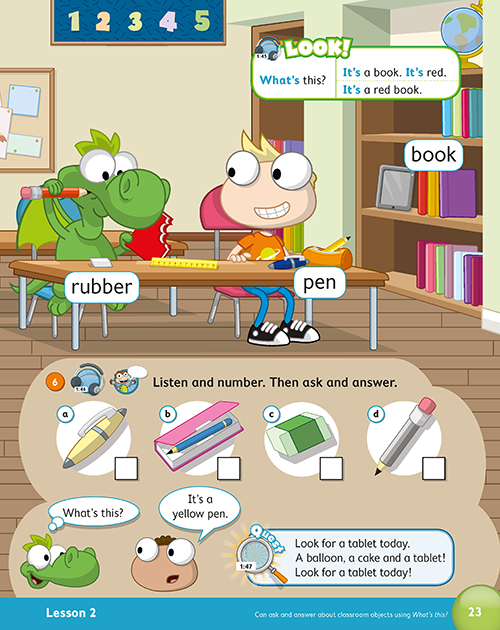 1 2 3 4 5
1:45
LOOK!
What's this?
It's a book. It's red.
It's a red book.
book
rubber
pen
6
1:46
Listen and number. Then ask and answer.
a
b
c
d
What's this?
It's a
yellow pen.
Quest
1:47
Look for a tablet today.
A balloon, a cake and a tablet!
Look for a tablet today!
Lesson 2
Can ask and answer about classroom objects using What's this?
23